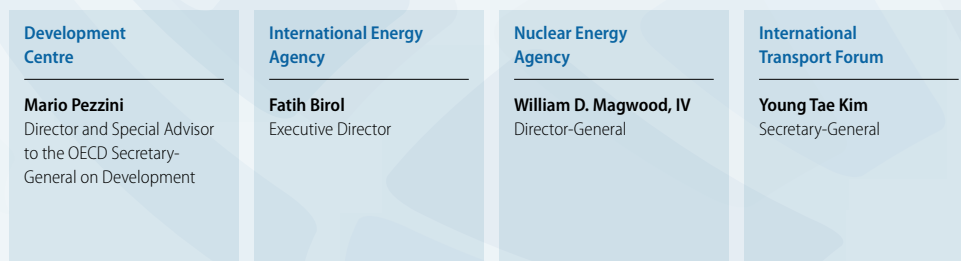 Development
Centre
Mario Pezzini
Director and Special Advisor
to the OECD Secretary-
General on Development
International Energy
Agency
Fatih Birol
Executive Director
Nuclear Energy
Agency
William D. Magwood, IV
Director-General
International
Transport Forum
Young Tae Kim
Secretary-General